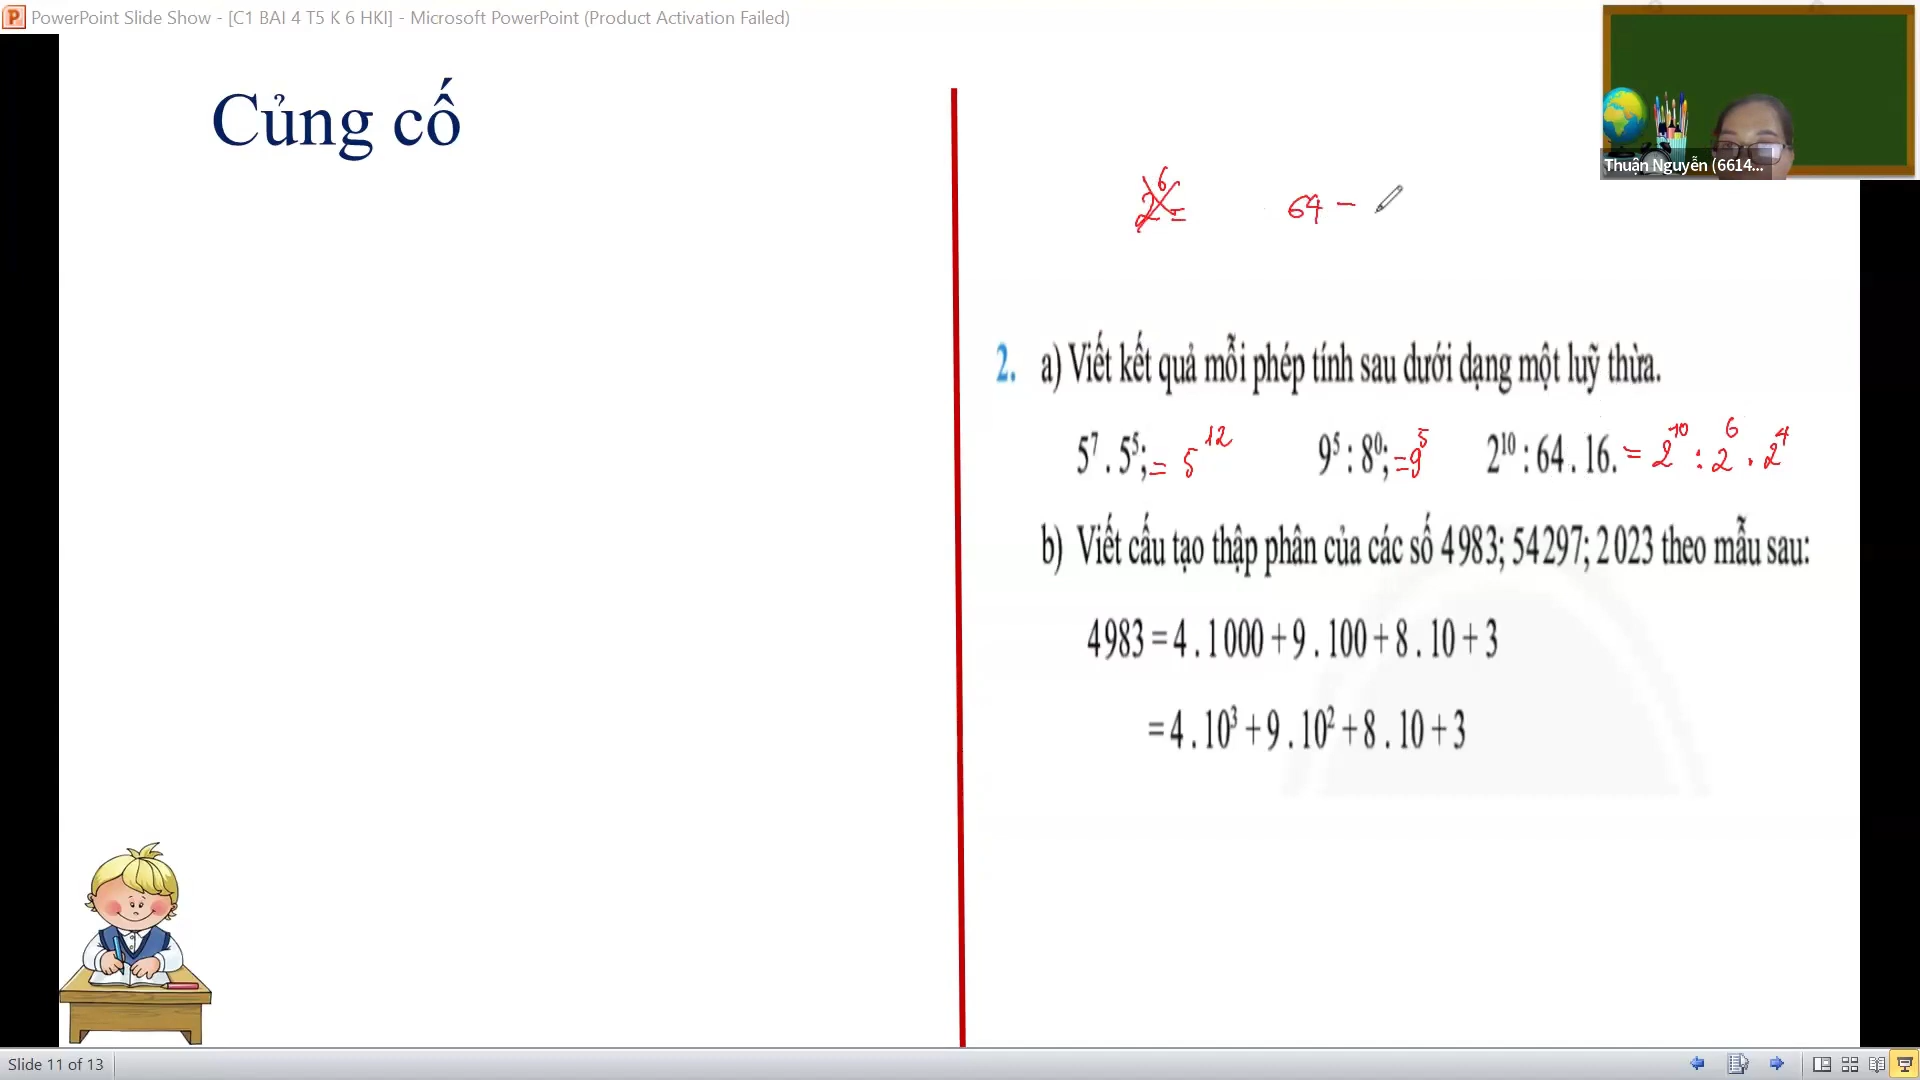 PowerPoint Slide Show - [C1 BAI 4 T5 K 6 HKI] - Microsoft PowerPoint (Product Activation Failed)
Thuận Nguyễn (6614...
Củng cố
2⁶ = 64 -
2. a) Viết kết quả mỗi phép tính sau dưới dạng một luỹ thừa.
5⁷ . 5⁵; = 5¹² 9⁵ : 8⁰; = 9⁵ 2¹⁰ : 64 . 16. = 2¹⁰ : 2⁶ . 2⁴
b) Viết cấu tạo thập phân của các số 4983; 54297; 2023 theo mẫu sau:
4983 = 4 . 1000 + 9 . 100 + 8 . 10 + 3
= 4 . 10³ + 9 . 10² + 8 . 10 + 3
Slide 11 of 13